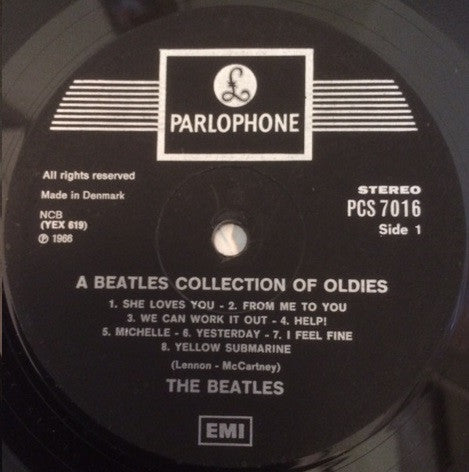 £
PARLOPHONE
All rights reserved
Made in Denmark
NCB
(YEX 619)
℗ 1966
STEREO
PCS 7016
Side 1
A BEATLES COLLECTION OF OLDIES
1. SHE LOVES YOU - 2. FROM ME TO YOU
3. WE CAN WORK IT OUT - 4. HELP!
5. MICHELLE - 6. YESTERDAY - 7. I FEEL FINE
8. YELLOW SUBMARINE
(Lennon - McCartney)
THE BEATLES
EMI